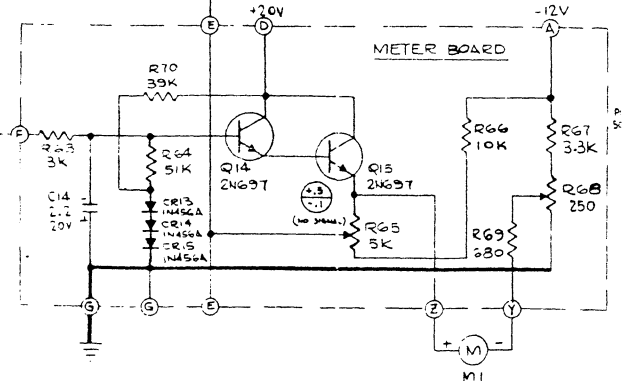 +20V
-12V
E
D
A
METER BOARD
R70
39K
F
R63
3K
R64
51K
Q14
2N697
Q15
2N697
R66
10K
R67
3.3K
R68
250
C14
2.2
20V
+
CR13
1N456A
CR14
1N456A
CR15
1N456A
+.3
-.1
(NO SIGNAL)
R65
5K
R69
680
G
G
E
Z
Y
+
M
-
M1